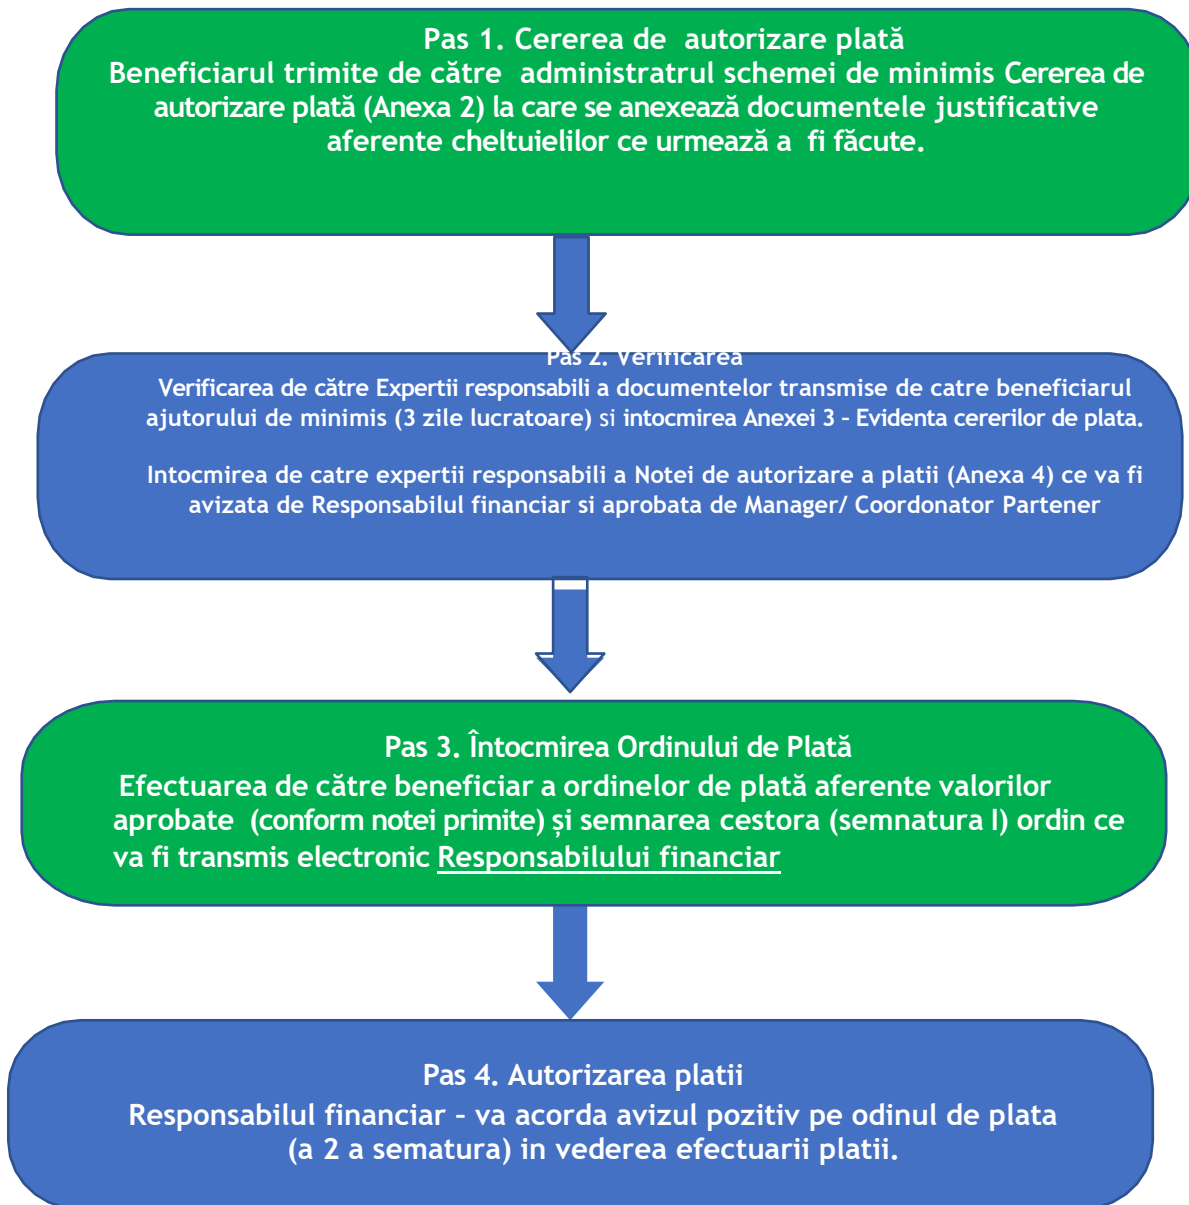 Pas 1. Cererea de autorizare plată
Beneficiarul trimite de către administratrul schemei de minimis Cererea de
autorizare plată (Anexa 2) la care se anexează documentele justificative
aferente cheltuielilor ce urmează a fi făcute.
Pas 2. Verificarea
Verificarea de către Expertii responsabili a documentelor transmise de catre beneficiarul
ajutorului de minimis (3 zile lucratoare) si intocmirea Anexei 3 – Evidenta cererilor de plata.
Intocmirea de catre expertii responsabili a Notei de autorizare a platii (Anexa 4) ce va fi
avizata de Responsabilul financiar si aprobata de Manager/ Coordonator Partener
Pas 3. Întocmirea Ordinului de Plată
Efectuarea de către beneficiar a ordinelor de plată aferente valorilor
aprobate (conform notei primite) și semnarea cestora (semnatura I) ordin ce
va fi transmis electronic Responsabilului financiar
Pas 4. Autorizarea platii
Responsabilul financiar – va acorda avizul pozitiv pe odinul de plata
(a 2 a sematura) in vederea efectuarii platii.